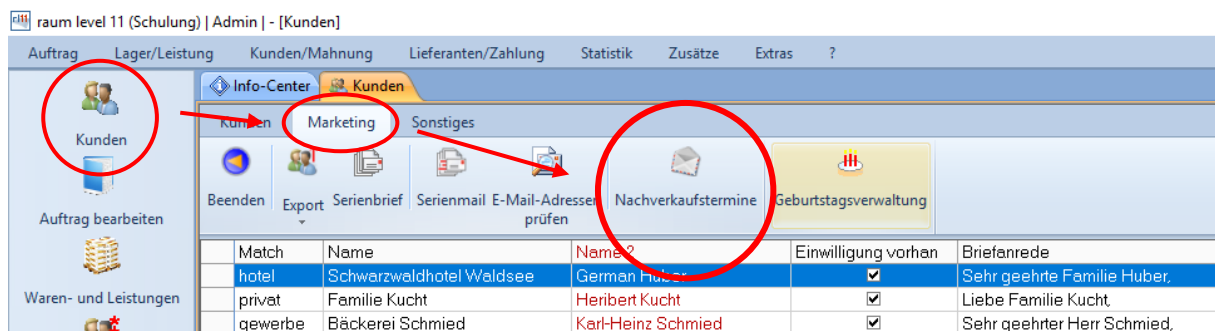 raum level 11 (Schulung) | Admin | - [Kunden]
Auftrag Lager/Leistung Kunden/Mahnung Lieferanten/Zahlung Statistik Zusätze Extras ?
Info-Center Kunden
Kunden Marketing Sonstiges
Kunden
Beenden Export Serienbrief Serienmail E-Mail-Adressen prüfen Nachverkaufstermine Geburtstagsverwaltung
Auftrag bearbeiten
Waren- und Leistungen
Match Name Name 2 Einwilligung vorhan Briefanrede
hotel Schwarzwaldhotel Waldsee German Huber Sehr geehrte Familie Huber,
privat Familie Kucht Heribert Kucht Liebe Familie Kucht,
gewerbe Bäckerei Schmied Karl-Heinz Schmied Sehr geehrter Herr Schmied,